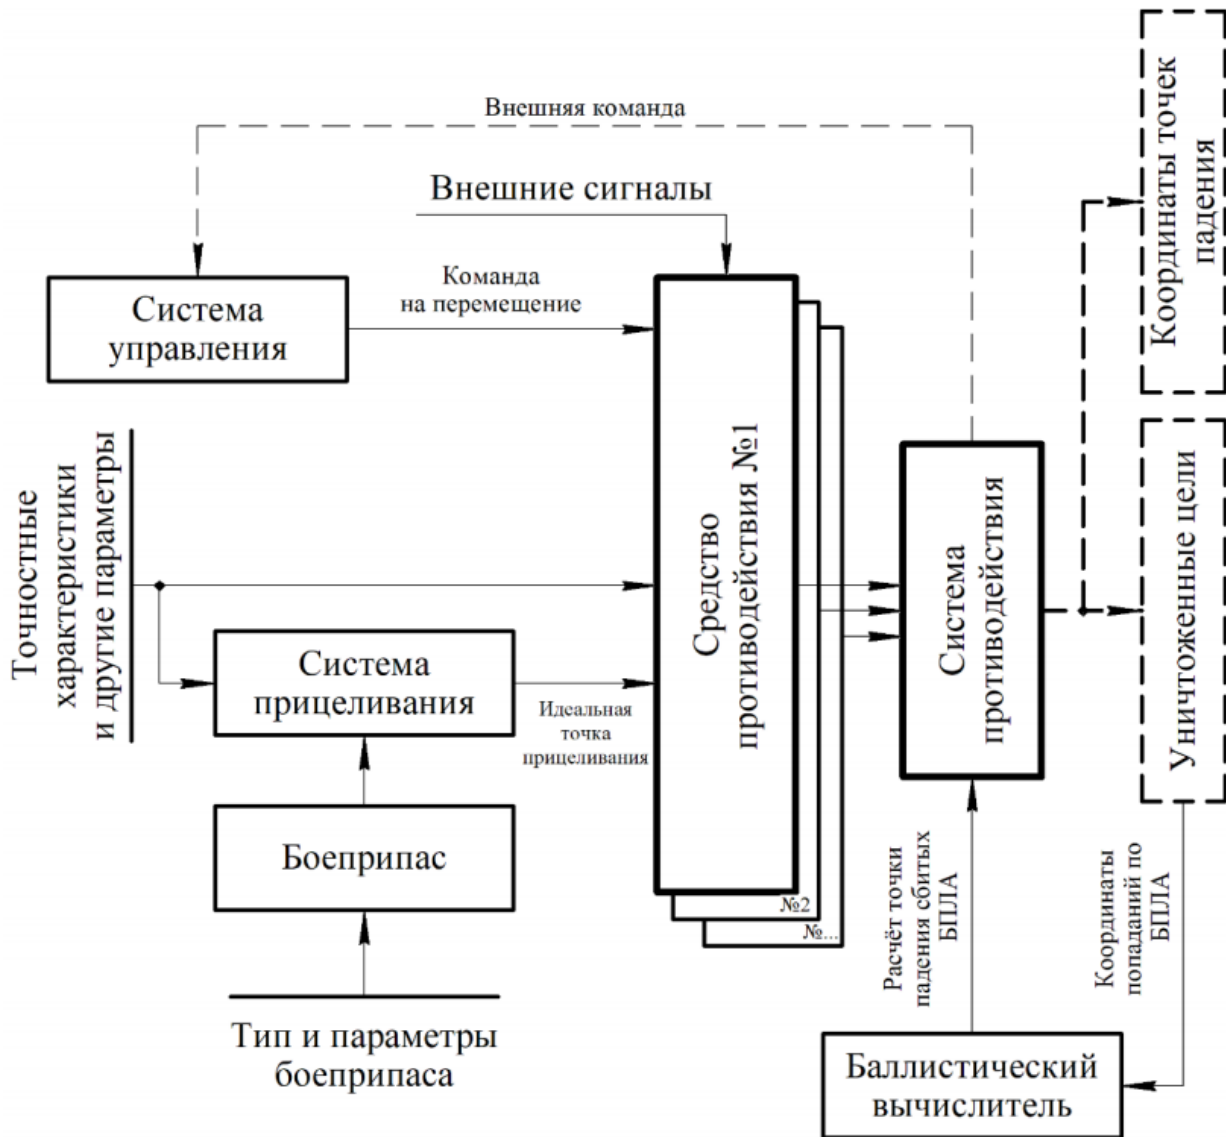 Внешняя команда
Внешние сигналы
Команда
на перемещение
Система
управления
Координаты точек
падения
Точностные
характеристики
и другие параметры
Средство
противодействия №1
№2
№...
Система
противодействия
Уничтоженные цели
Система
прицеливания
Идеальная
точка
прицеливания
Боеприпас
Тип и параметры
боеприпаса
Расчёт точки
падения сбитых
БПЛА
Координаты
попаданий по
БПЛА
Баллистический
вычислитель